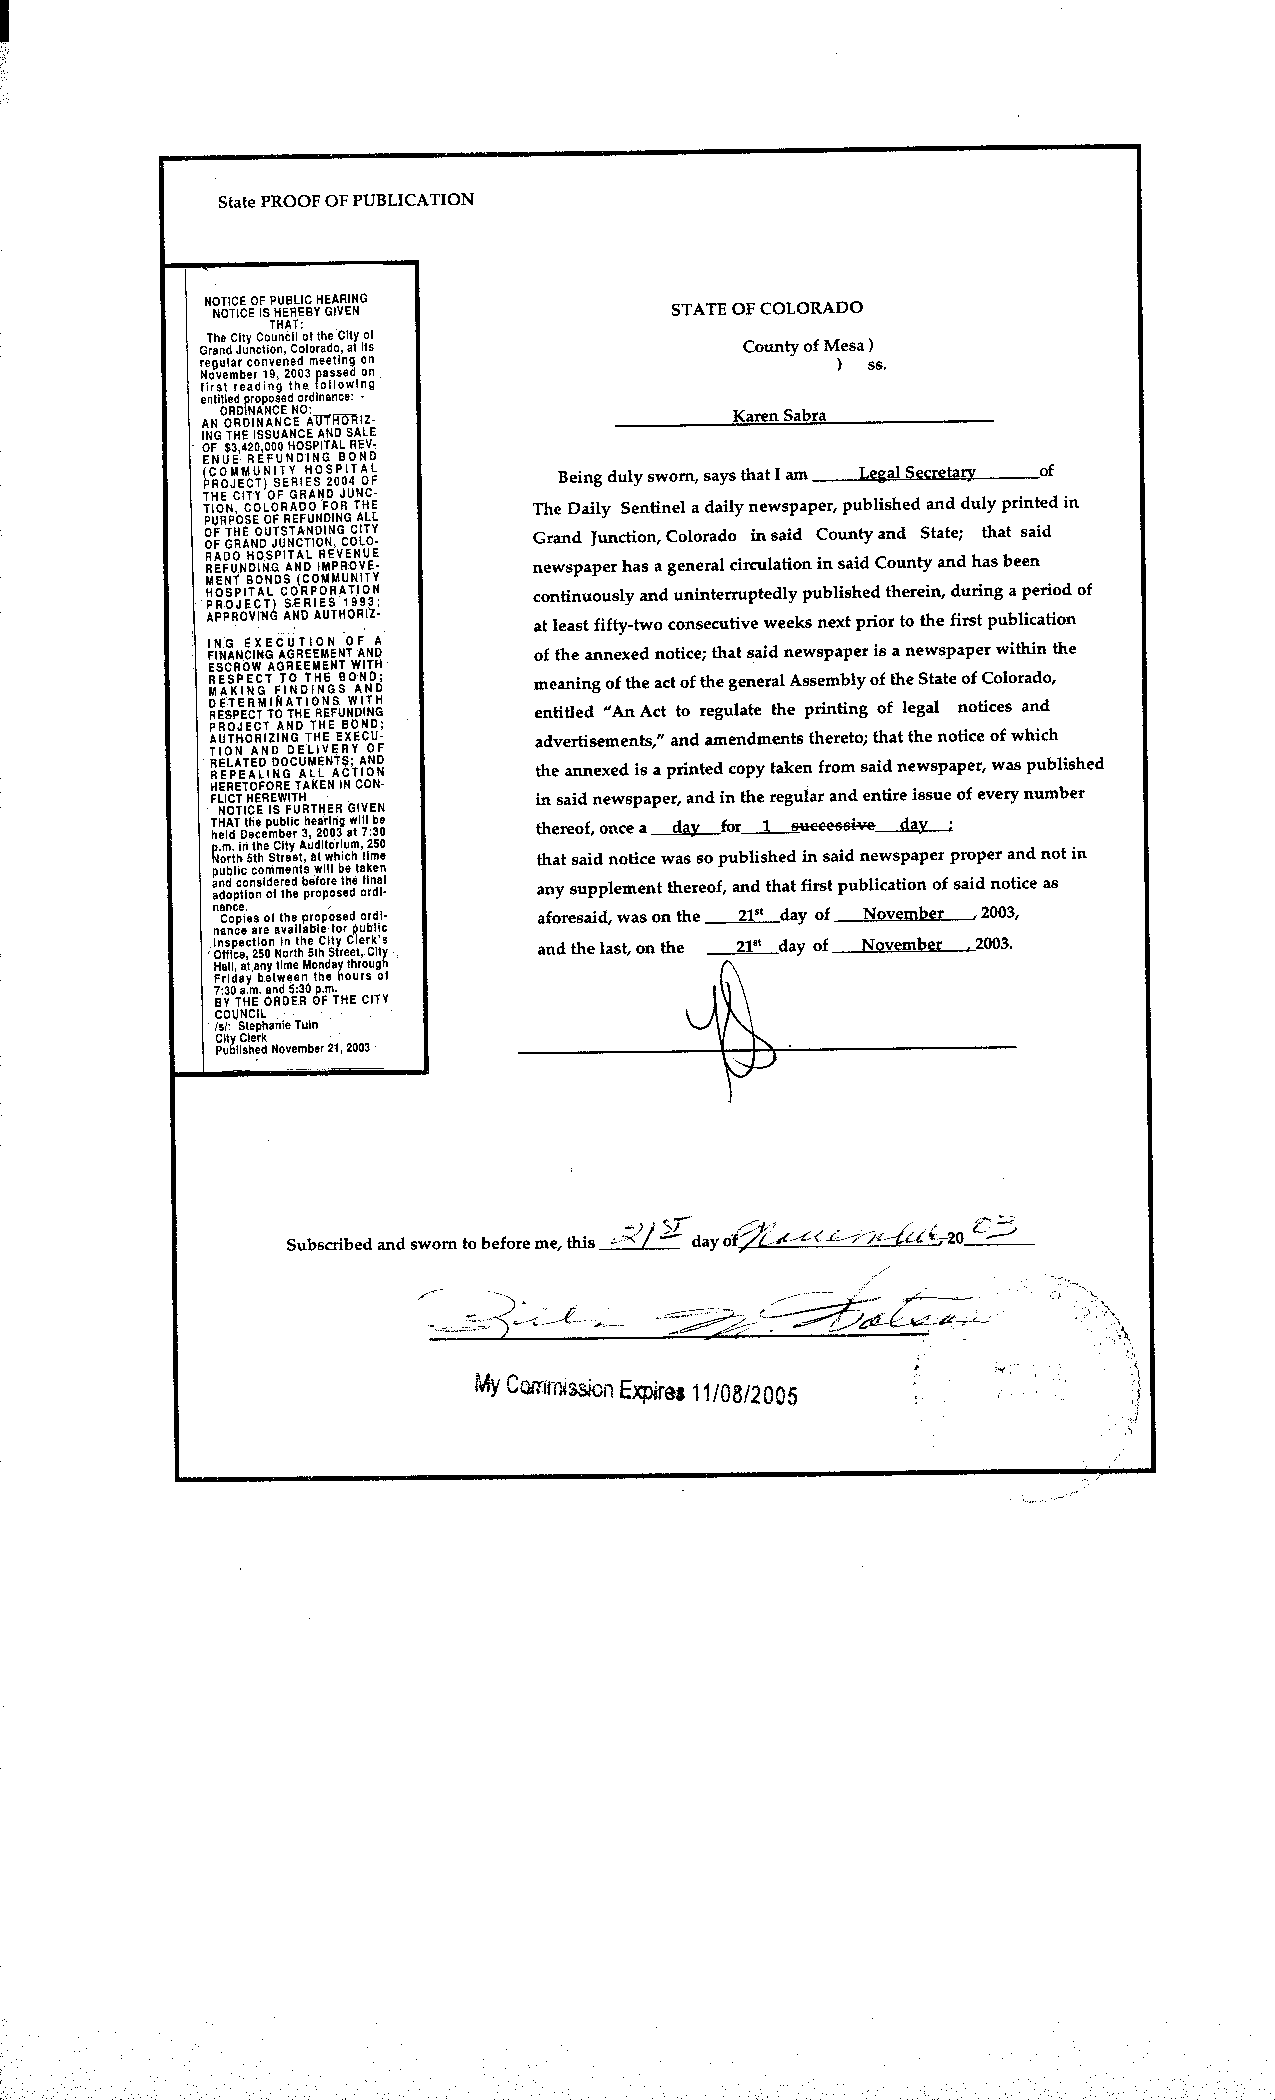 State PROOF OF PUBLICATION
NOTICE OF PUBLIC HEARING
NOTICE IS HEREBY GIVEN
THAT:
The City Council of the City of
Grand Junction, Colorado, at its
regular convened meeting on
November 19, 2003 passed on
first reading the following
entitled proposed ordinance:
ORDINANCE NO:____
AN ORDINANCE AUTHORIZ-
ING THE ISSUANCE AND SALE
OF $3,420,000 HOSPITAL REV-
ENUE REFUNDING BOND
(COMMUNITY HOSPITAL
PROJECT) SERIES 2004 OF
THE CITY OF GRAND JUNC-
TION, COLORADO FOR THE
PURPOSE OF REFUNDING ALL
OF THE OUTSTANDING CITY
OF GRAND JUNCTION, COLO-
RADO HOSPITAL REVENUE
REFUNDING AND IMPROVE-
MENT BONDS (COMMUNITY
HOSPITAL CORPORATION
PROJECT) SERIES 1993;
APPROVING AND AUTHORIZ-
ING EXECUTION OF A
FINANCING AGREEMENT AND
ESCROW AGREEMENT WITH
RESPECT TO THE BOND;
MAKING FINDINGS AND
DETERMINATIONS WITH
RESPECT TO THE REFUNDING
PROJECT AND THE BOND;
AUTHORIZING THE EXECU-
TION AND DELIVERY OF
RELATED DOCUMENTS; AND
REPEALING ALL ACTION
HERETOFORE TAKEN IN CON-
FLICT HEREWITH
NOTICE IS FURTHER GIVEN
THAT the public hearing will be
held December 3, 2003 at 7:30
p.m. in the City Auditorium, 250
North 5th Street, at which time
public comments will be taken
and considered before the final
adoption of the proposed ordi-
nance.
Copies of the proposed ordi-
nance are available for public
inspection in the City Clerk's
Office, 250 North 5th Street, City
Hall, at any time Monday through
Friday between the hours of
7:30 a.m. and 5:30 p.m.
BY THE ORDER OF THE CITY
COUNCIL
/s/: Stephanie Tuin
City Clerk
Published November 21, 2003
STATE OF COLORADO
County of Mesa )
) ss.
Karen Sabra
Being duly sworn, says that I am Legal Secretary of
The Daily Sentinel a daily newspaper, published and duly printed in
Grand Junction, Colorado in said County and State; that said
newspaper has a general circulation in said County and has been
continuously and uninterruptedly published therein, during a period of
at least fifty-two consecutive weeks next prior to the first publication
of the annexed notice; that said newspaper is a newspaper within the
meaning of the act of the general Assembly of the State of Colorado,
entitled "An Act to regulate the printing of legal notices and
advertisements," and amendments thereto; that the notice of which
the annexed is a printed copy taken from said newspaper, was published
in said newspaper, and in the regular and entire issue of every number
thereof, once a day for 1 successive day ;
that said notice was so published in said newspaper proper and not in
any supplement thereof, and that first publication of said notice as
aforesaid, was on the 21st day of November , 2003,
and the last, on the 21st day of November , 2003.
Subscribed and sworn to before me, this 21st day of November, 20 03
M. Watson
My Commission Expires 11/08/2005